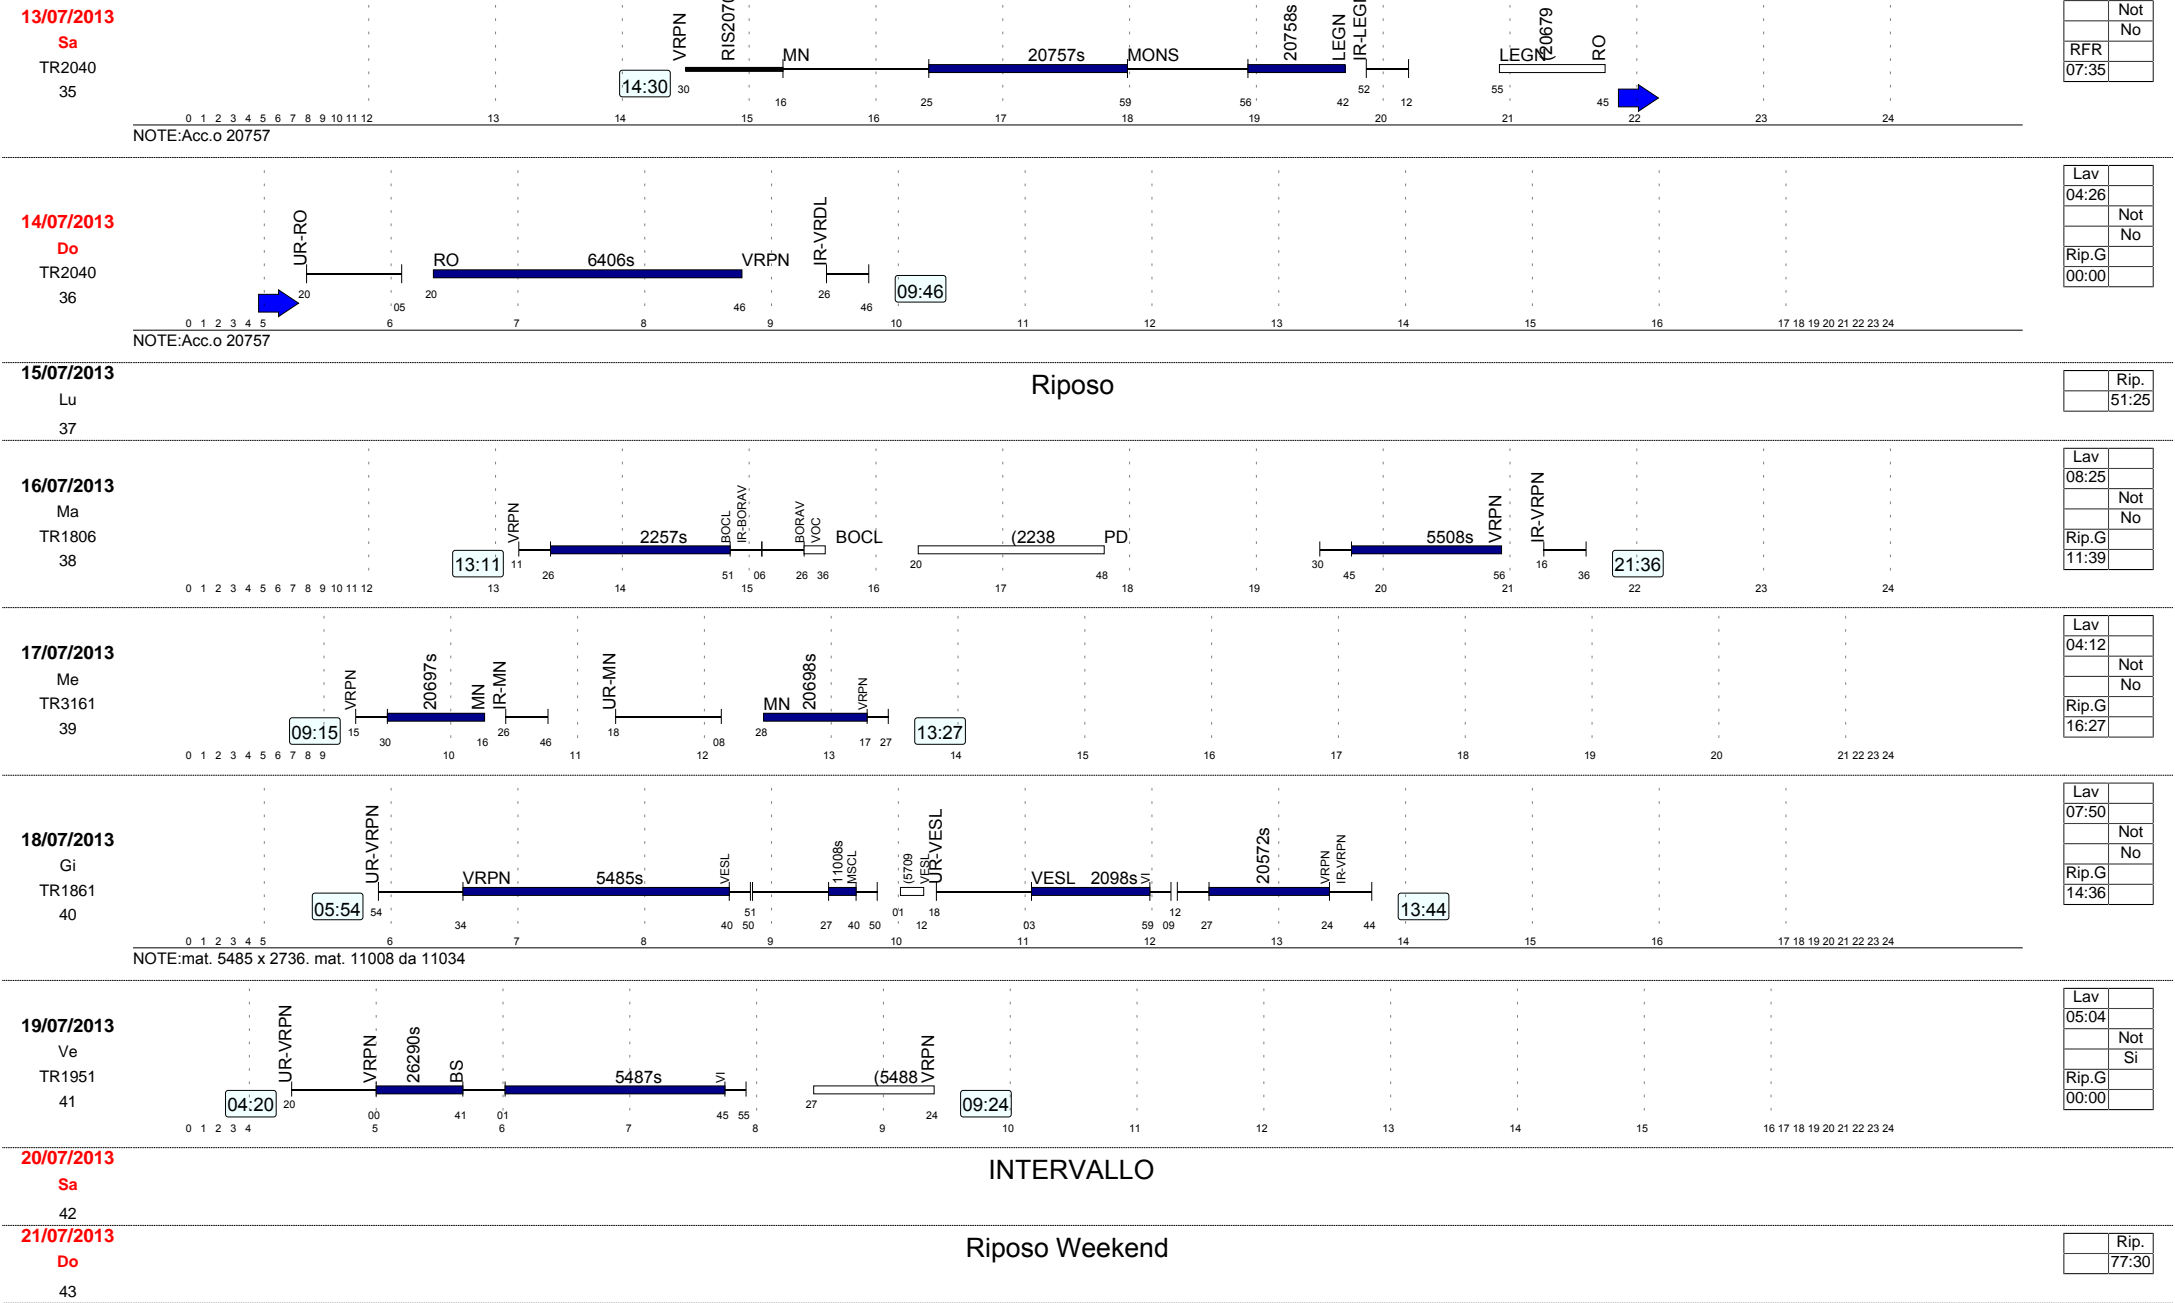 13/07/2013
Sa
TR2040
35
14:30
VRPN
MN
20757s
MONS
20758s
LEGN
LEGN
(20679
RO
30 16 25 59 56 42 52 12 55 45
0 1 2 3 4 5 6 7 8 9 10 11 12 13 14 15 16 17 18 19 20 21 22 23 24
NOTE:Acc.o 20757
Not
No
RFR
07:35
14/07/2013
Do
TR2040
36
UR-RO
RO 6406s VRPN
IR-VRDL
09:46
20 05 20 46 26 46
0 1 2 3 4 5 6 7 8 9 10 11 12 13 14 15 16 17 18 19 20 21 22 23 24
NOTE:Acc.o 20757
Lav
04:26
Not
No
Rip.G
00:00
15/07/2013
Lu
37
Riposo
Rip.
51:25
16/07/2013
Ma
TR1806
38
13:11
VRPN
2257s
BOCL
IR-BORAV
BORAV
VOC
BOCL
(2238 PD
5508s
VRPN
IR-VRPN
21:36
11 26 51 06 26 36 20 48 30 45 56 16 36
0 1 2 3 4 5 6 7 8 9 10 11 12 13 14 15 16 17 18 19 20 21 22 23 24
Lav
08:25
Not
No
Rip.G
11:39
17/07/2013
Me
TR3161
39
09:15
VRPN
20697s
MN
IR-MN
UR-MN
MN
20698s
VRPN
13:27
15 30 16 26 46 18 08 28 17 27
0 1 2 3 4 5 6 7 8 9 10 11 12 13 14 15 16 17 18 19 20 21 22 23 24
Lav
04:12
Not
No
Rip.G
16:27
18/07/2013
Gi
TR1861
40
05:54
UR-VRPN
VRPN 5485s
VESL
11008s
MSCL
(5709
VESL
UR-VESL
VESL 2098s
VI
20572s
VRPN
IR-VRPN
13:44
54 34 40 50 51 27 40 50 01 12 18 03 59 09 12 27 24 44
0 1 2 3 4 5 6 7 8 9 10 11 12 13 14 15 16 17 18 19 20 21 22 23 24
NOTE:mat. 5485 x 2736. mat. 11008 da 11034
Lav
07:50
Not
No
Rip.G
14:36
19/07/2013
Ve
TR1951
41
04:20
UR-VRPN
VRPN
26290s
BS
5487s
VI
(5488
VRPN
09:24
20 00 41 01 45 55 27 24
0 1 2 3 4 5 6 7 8 9 10 11 12 13 14 15 16 17 18 19 20 21 22 23 24
Lav
05:04
Not
Si
Rip.G
00:00
20/07/2013
Sa
42
INTERVALLO
21/07/2013
Do
43
Riposo Weekend
Rip.
77:30